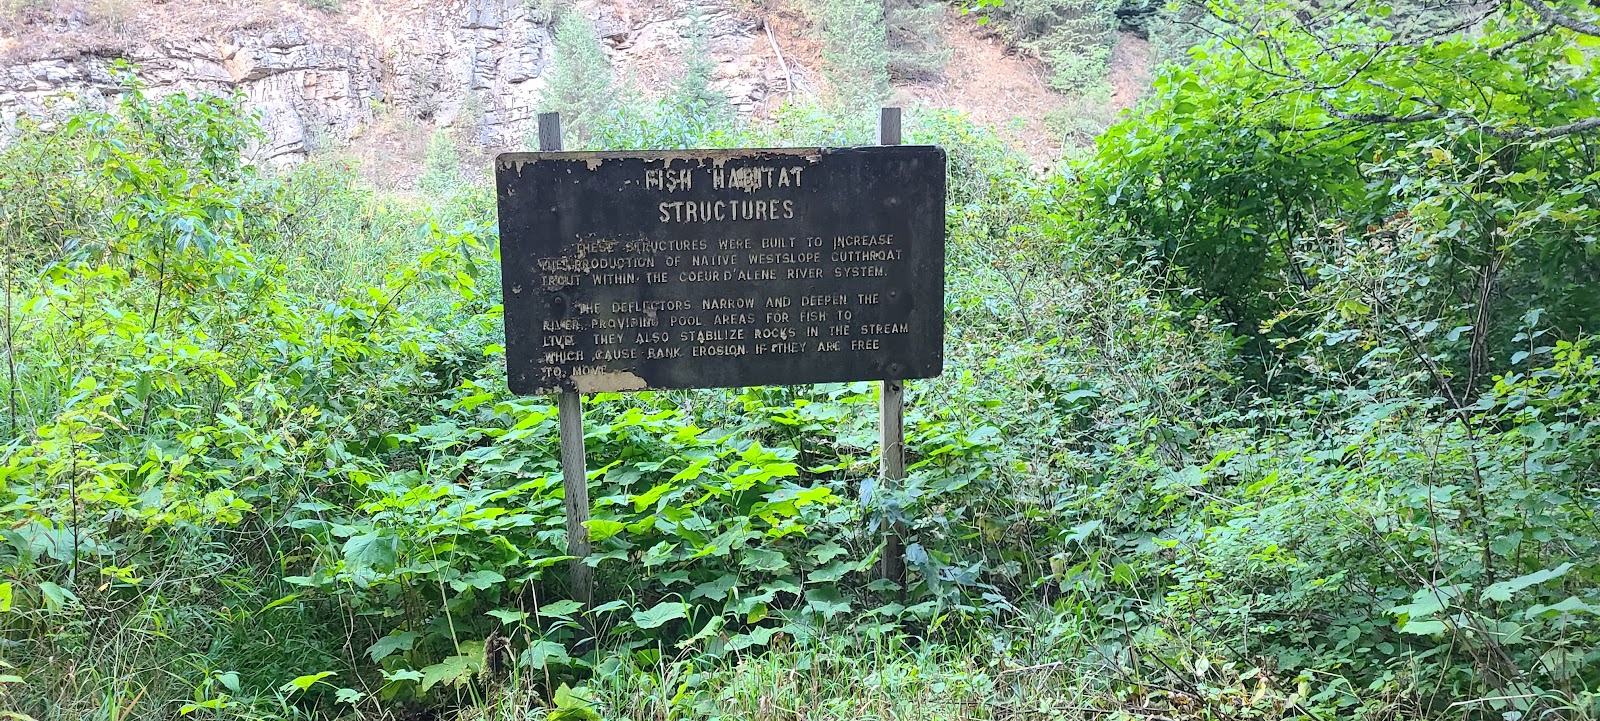 FISH HABITAT
STRUCTURES
THESE STRUCTURES WERE BUILT TO INCREASE
THE PRODUCTION OF NATIVE WESTSLOPE CUTTHROAT
TROUT WITHIN THE COEUR D'ALENE RIVER SYSTEM.
THE DEFLECTORS NARROW AND DEEPEN THE
RIVER, PROVIDING POOL AREAS FOR FISH TO
LIVE. THEY ALSO STABILIZE ROCKS IN THE STREAM
WHICH CAUSE BANK EROSION IF THEY ARE FREE
TO MOVE